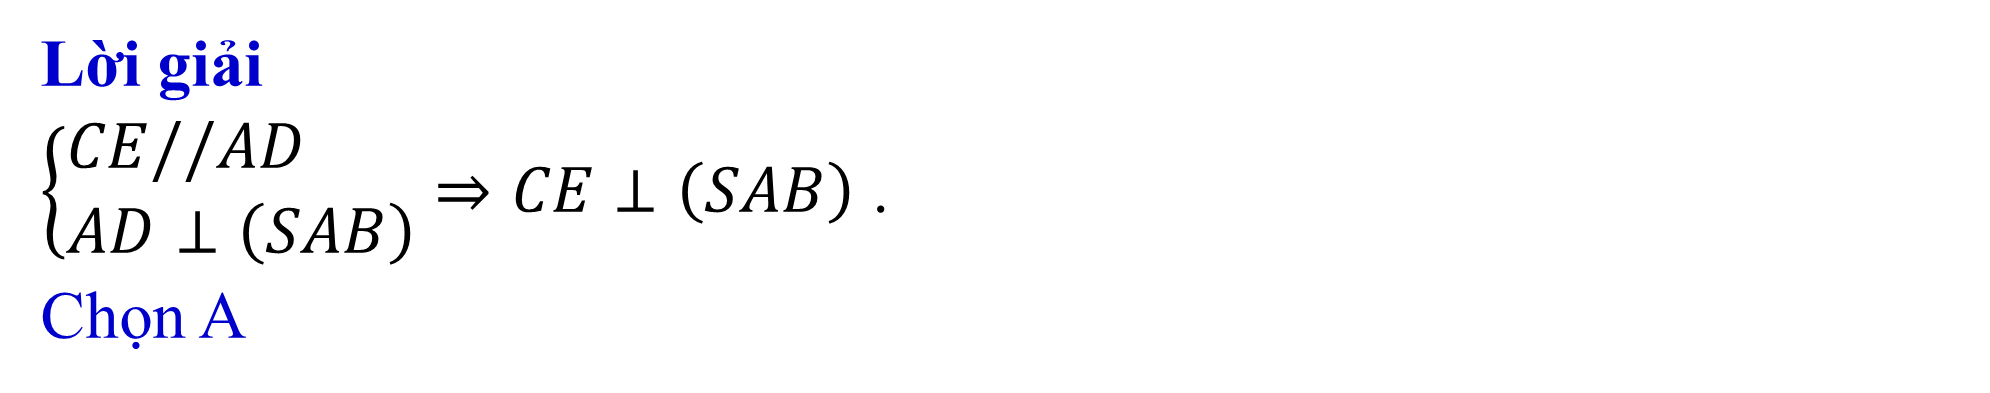 Lời giải
{CE//AD
AD ⊥ (SAB) ⇒ CE ⊥ (SAB) .
Chọn A